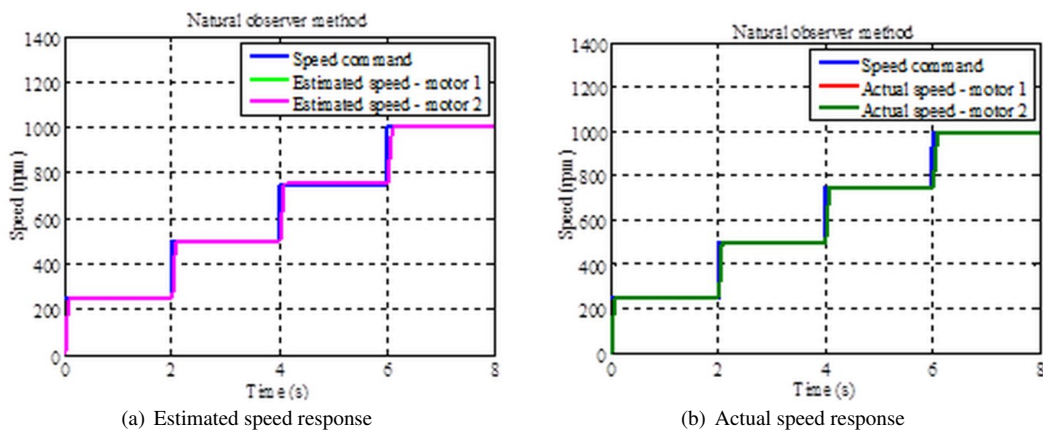 Natural observer method
1400
1200
1000
800
600
400
200
0
Speed (rpm)
Speed command
Estimated speed - motor 1
Estimated speed - motor 2
0 2 4 6 8
Time (s)
(a) Estimated speed response
Natural observer method
1400
1200
1000
800
600
400
200
0
Speed (rpm)
Speed command
Actual speed - motor 1
Actual speed - motor 2
0 2 4 6 8
Time (s)
(b) Actual speed response